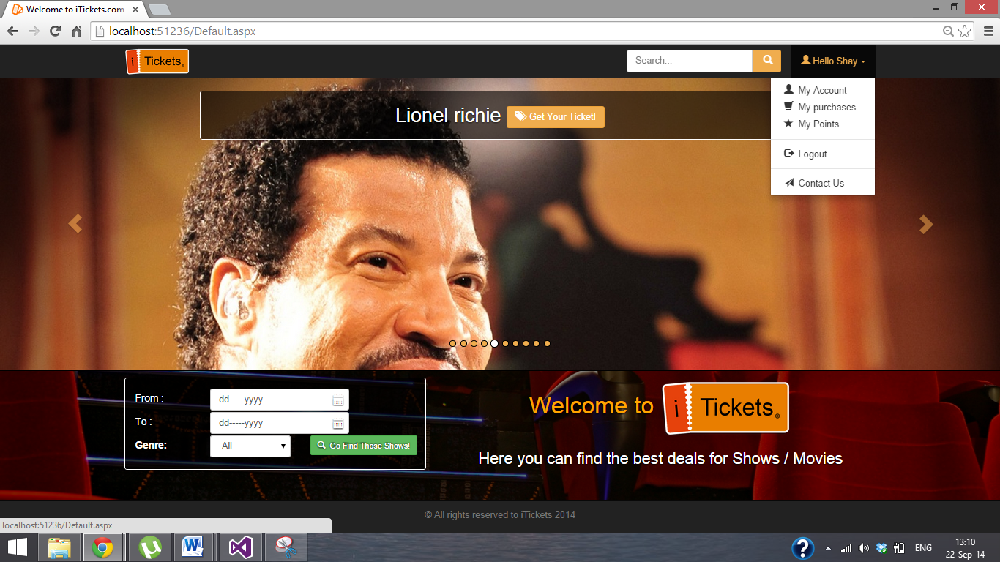 Welcome to iTickets.com
localhost:51236/Default.aspx
i Tickets©
Search...
Hello Shay
My Account
My purchases
My Points
Logout
Contact Us
Lionel richie
Get Your Ticket!
From :
dd-----yyyy
To :
dd-----yyyy
Genre:
All
Go Find Those Shows!
Welcome to
i Tickets©
Here you can find the best deals for Shows / Movies
© All rights reserved to iTickets 2014
localhost:51236/Default.aspx
ENG
13:10
22-Sep-14